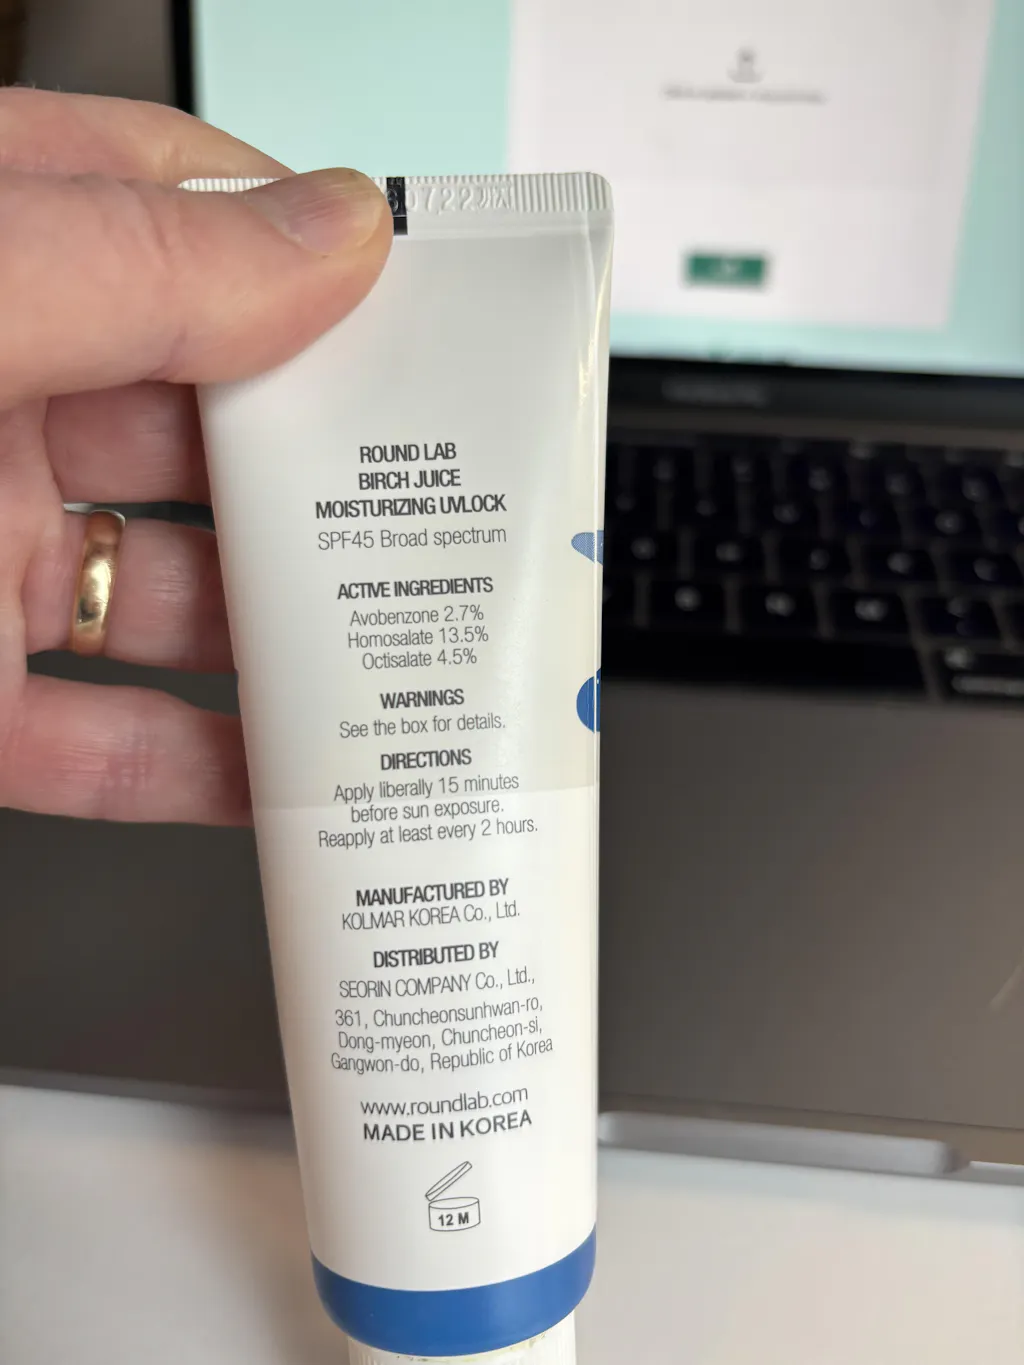 ROUND LAB
BIRCH JUICE
MOISTURIZING UVLOCK
SPF45 Broad spectrum
ACTIVE INGREDIENTS
Avobenzone 2.7%
Homosalate 13.5%
Octisalate 4.5%
WARNINGS
See the box for details.
DIRECTIONS
Apply liberally 15 minutes
before sun exposure.
Reapply at least every 2 hours.
MANUFACTURED BY
KOLMAR KOREA Co., Ltd.
DISTRIBUTED BY
SEORIN COMPANY Co., Ltd.,
361, Chuncheonsunhwan-ro,
Dong-myeon, Chuncheon-si,
Gangwon-do, Republic of Korea
www.roundlab.com
MADE IN KOREA
12 M